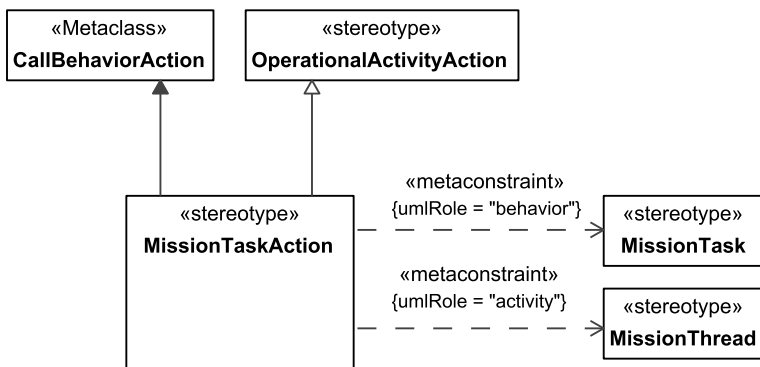 «Metaclass»
CallBehaviorAction
«stereotype»
OperationalActivityAction
«stereotype»
MissionTaskAction
«metaconstraint»
{umlRole = "behavior"}
«stereotype»
MissionTask
«metaconstraint»
{umlRole = "activity"}
«stereotype»
MissionThread